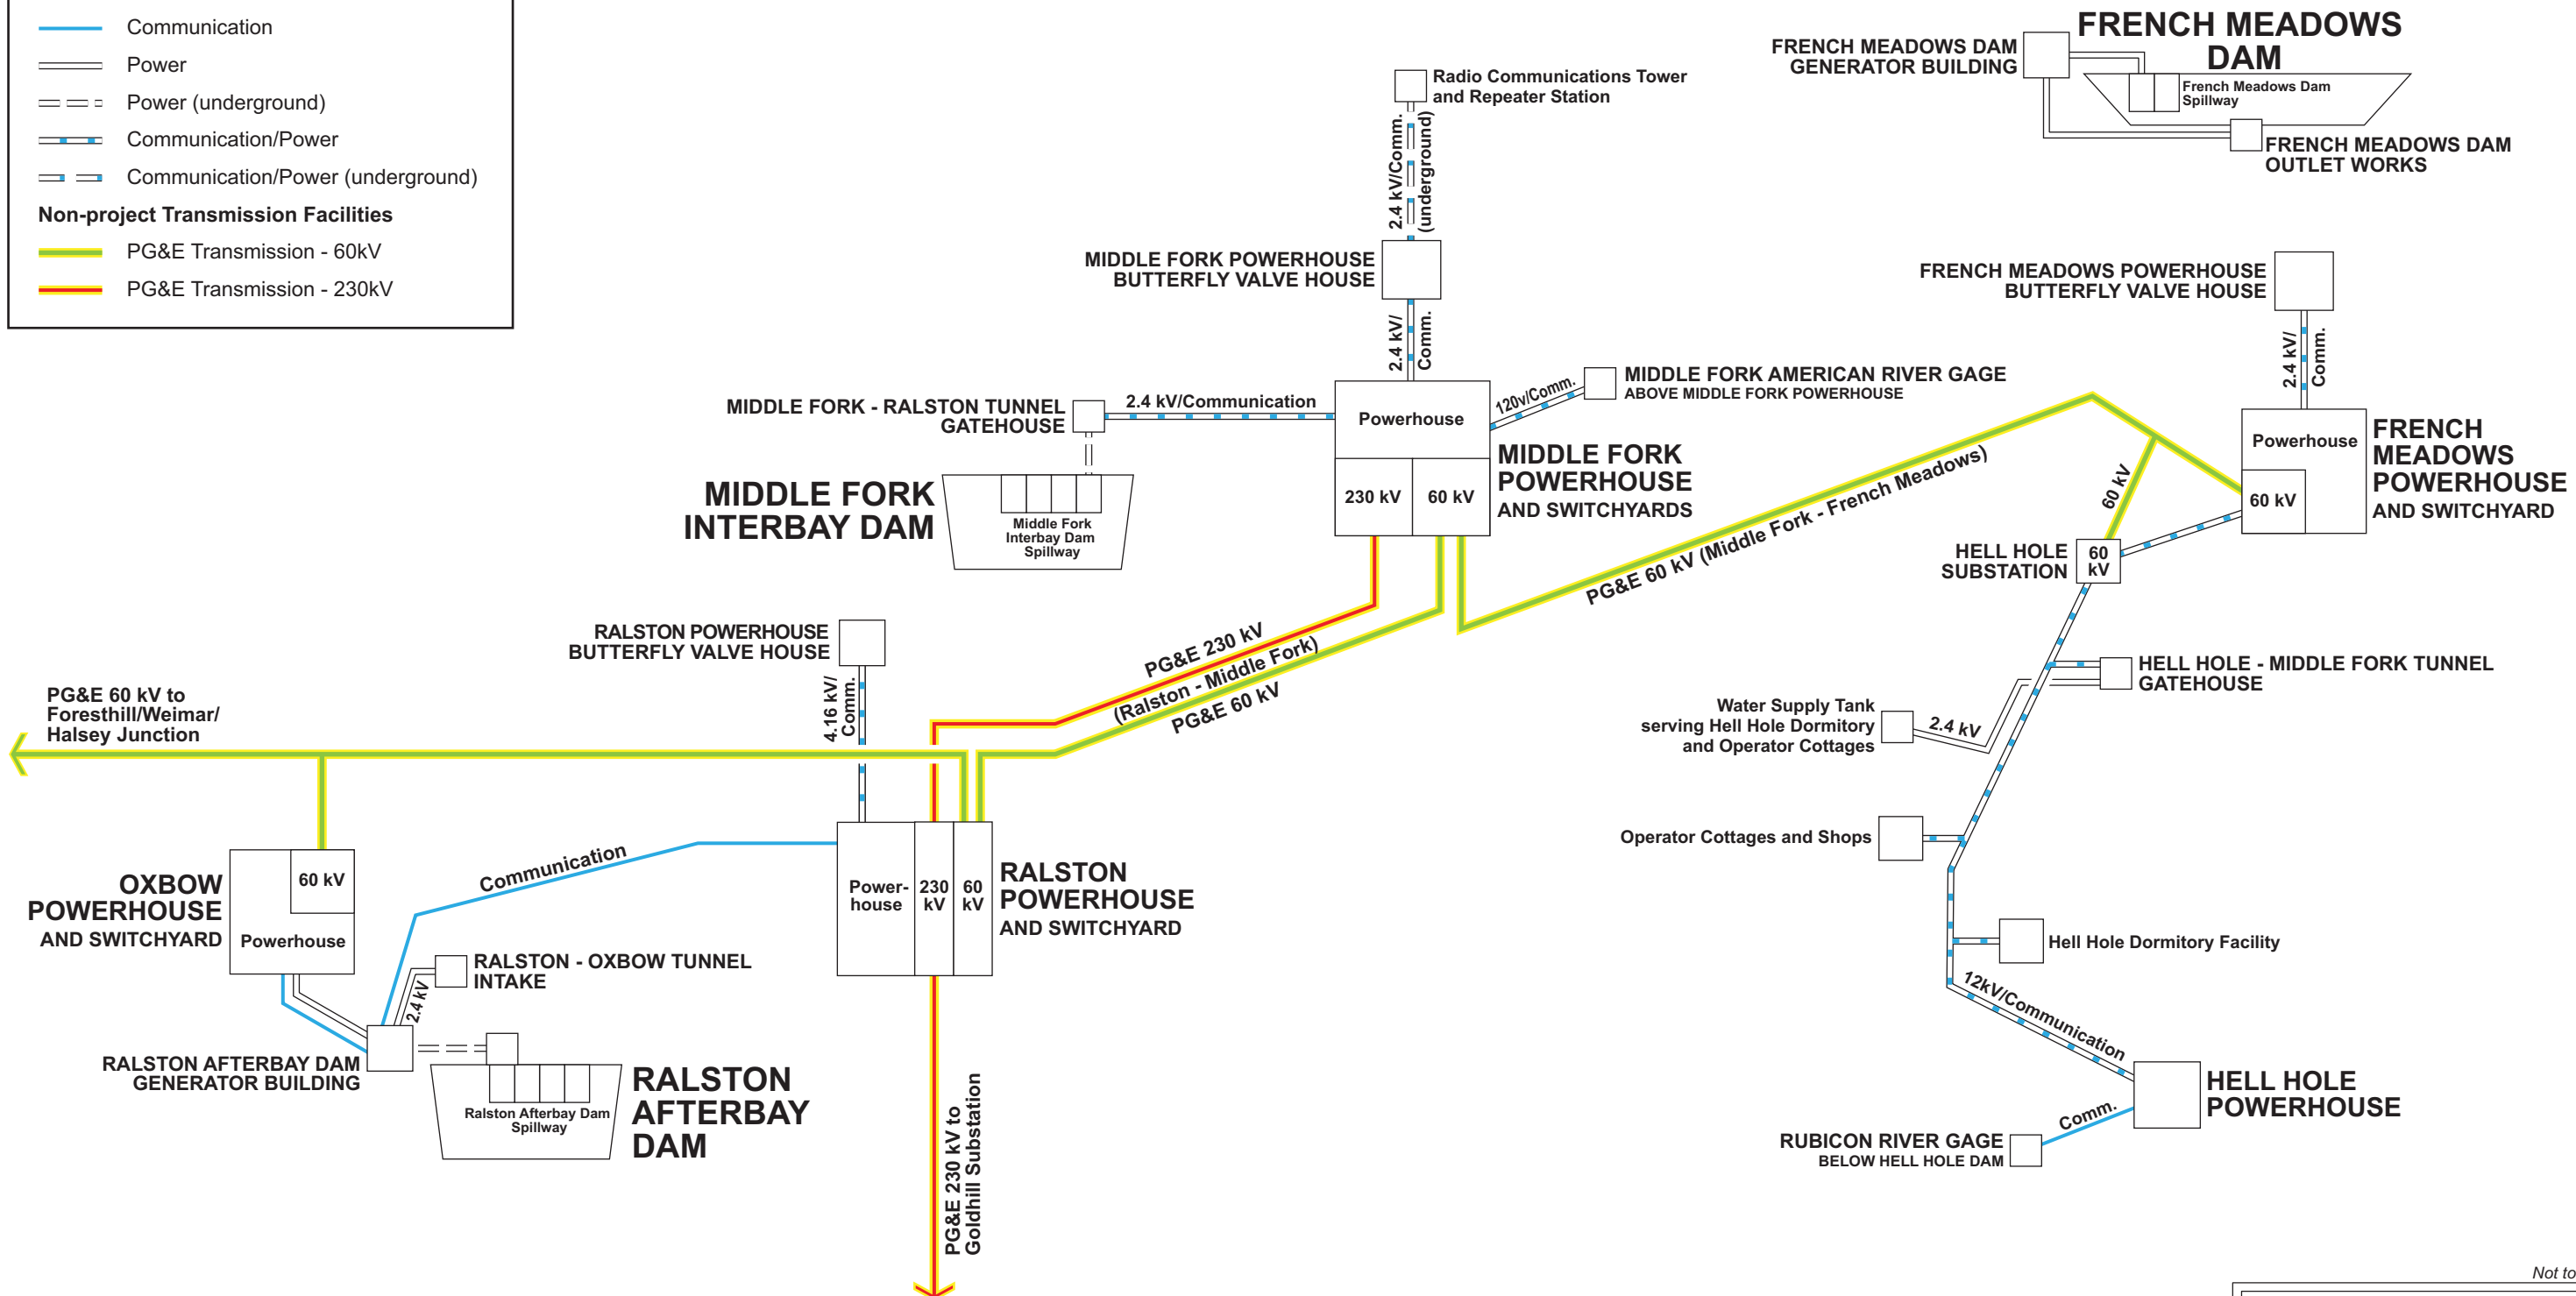 Communication
Power
Power (underground)
Communication/Power
Communication/Power (underground)
Non-project Transmission Facilities
PG&E Transmission - 60kV
PG&E Transmission - 230kV
FRENCH MEADOWS
DAM
FRENCH MEADOWS DAM
GENERATOR BUILDING
French Meadows Dam
Spillway
FRENCH MEADOWS DAM
OUTLET WORKS
Radio Communications Tower
and Repeater Station
2.4 kV/Comm.
(underground)
MIDDLE FORK POWERHOUSE
BUTTERFLY VALVE HOUSE
2.4 kV/
Comm.
FRENCH MEADOWS POWERHOUSE
BUTTERFLY VALVE HOUSE
2.4 kV/
Comm.
MIDDLE FORK - RALSTON TUNNEL
GATEHOUSE
2.4 kV/Communication
Powerhouse
230 kV
60 kV
120v/Comm.
MIDDLE FORK AMERICAN RIVER GAGE
ABOVE MIDDLE FORK POWERHOUSE
MIDDLE FORK
POWERHOUSE
AND SWITCHYARDS
MIDDLE FORK
INTERBAY DAM
Middle Fork
Interbay Dam
Spillway
PG&E 60 kV (Middle Fork - French Meadows)
60 kV
Powerhouse
60 kV
FRENCH
MEADOWS
POWERHOUSE
AND SWITCHYARD
HELL HOLE
SUBSTATION
60
kV
RALSTON POWERHOUSE
BUTTERFLY VALVE HOUSE
4.16 kV/
Comm.
PG&E 230 kV
(Ralston - Middle Fork)
PG&E 60 kV
PG&E 60 kV to
Foresthill/Weimar/
Halsey Junction
HELL HOLE - MIDDLE FORK TUNNEL
GATEHOUSE
Water Supply Tank
serving Hell Hole Dormitory
and Operator Cottages
2.4 kV
Operator Cottages and Shops
Hell Hole Dormitory Facility
12kV/Communication
HELL HOLE
POWERHOUSE
Comm.
RUBICON RIVER GAGE
BELOW HELL HOLE DAM
OXBOW
POWERHOUSE
AND SWITCHYARD
60 kV
Powerhouse
Communication
Power-
house
230
kV
60
kV
RALSTON
POWERHOUSE
AND SWITCHYARD
RALSTON - OXBOW TUNNEL
INTAKE
2.4 kV
RALSTON AFTERBAY DAM
GENERATOR BUILDING
Ralston Afterbay Dam
Spillway
RALSTON
AFTERBAY
DAM
PG&E 230 kV to
Goldhill Substation
Not to